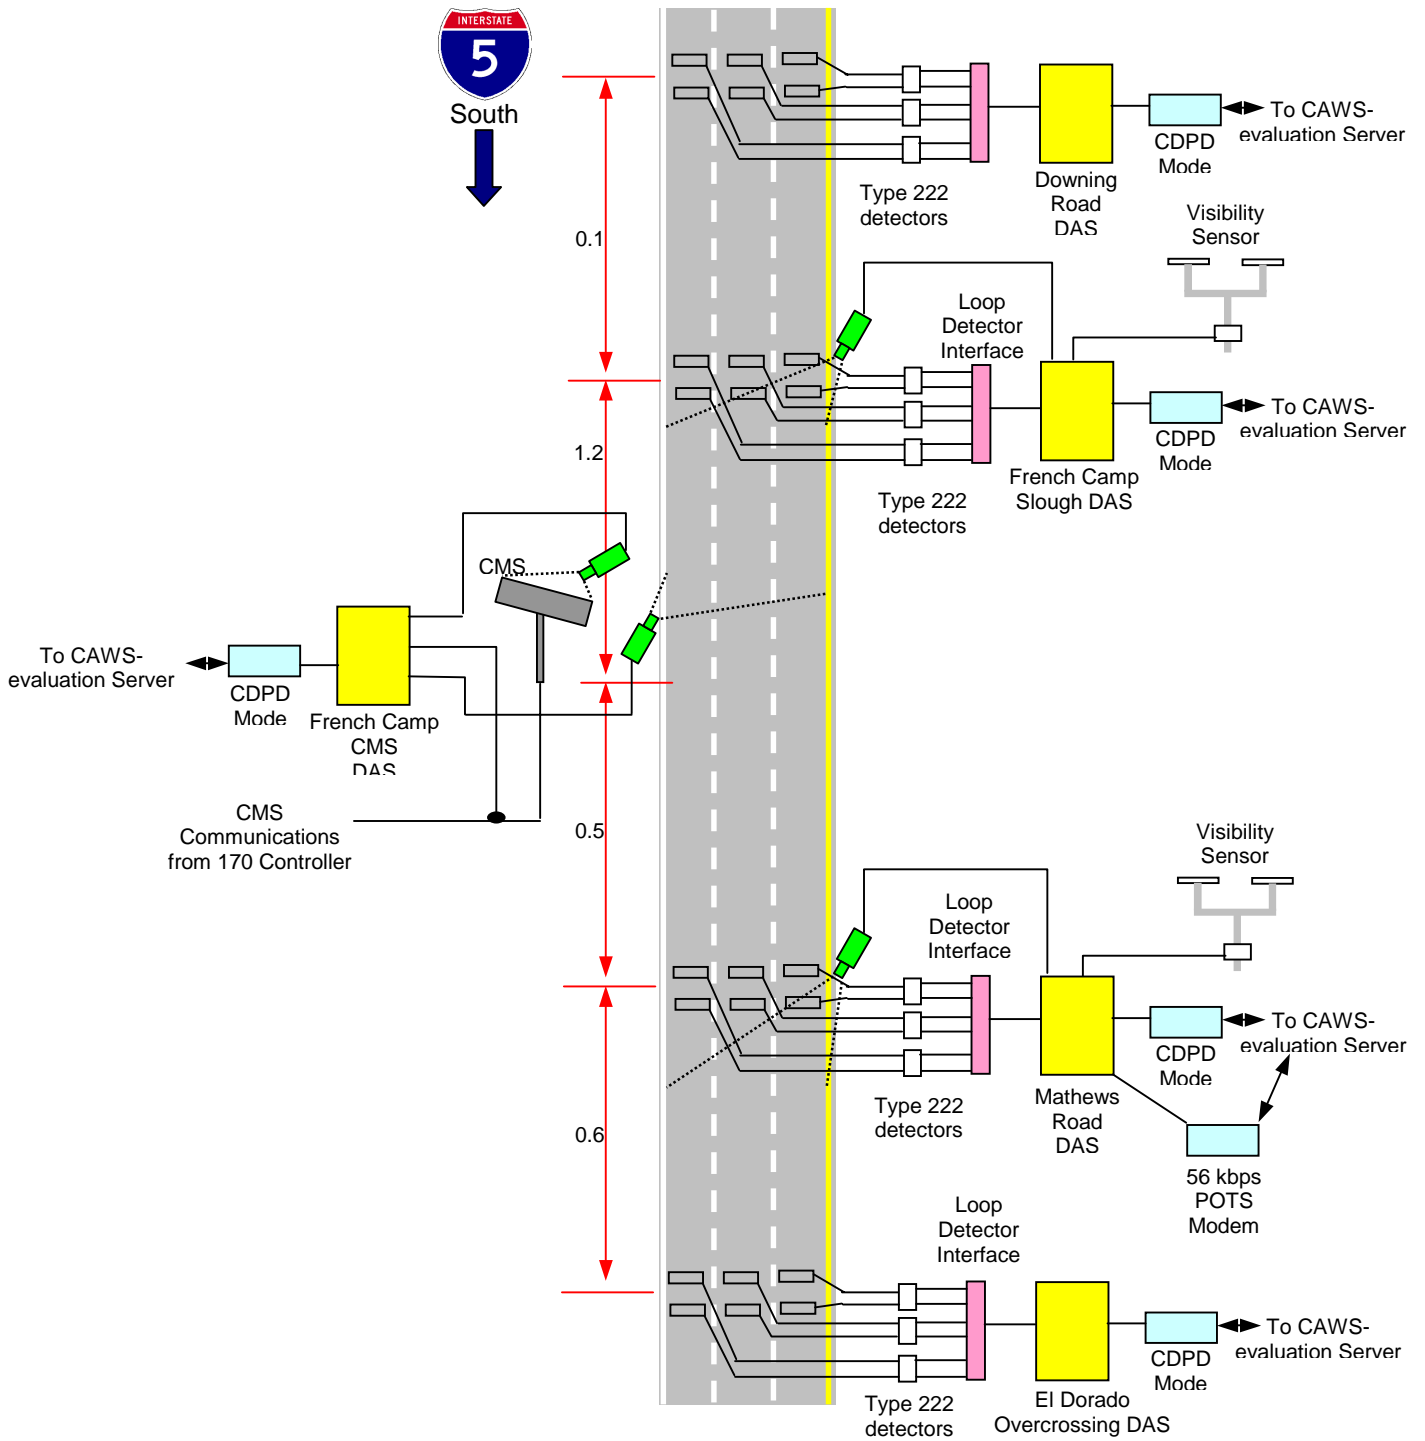 INTERSTATE
5
South
To CAWS-
evaluation Server
CDPD
Mode
Downing
Road
DAS
Type 222
detectors
Visibility
Sensor
0.1
Loop
Detector
Interface
To CAWS-
evaluation Server
CDPD
Mode
French Camp
Slough DAS
Type 222
detectors
1.2
CMS
To CAWS-
evaluation Server
CDPD
Mode
French Camp
CMS
DAS
CMS
Communications
from 170 Controller
0.5
Visibility
Sensor
Loop
Detector
Interface
To CAWS-
evaluation Server
CDPD
Mode
Mathews
Road
DAS
Type 222
detectors
0.6
56 kbps
POTS
Modem
Loop
Detector
Interface
To CAWS-
evaluation Server
CDPD
Mode
El Dorado
Overcrossing DAS
Type 222
detectors